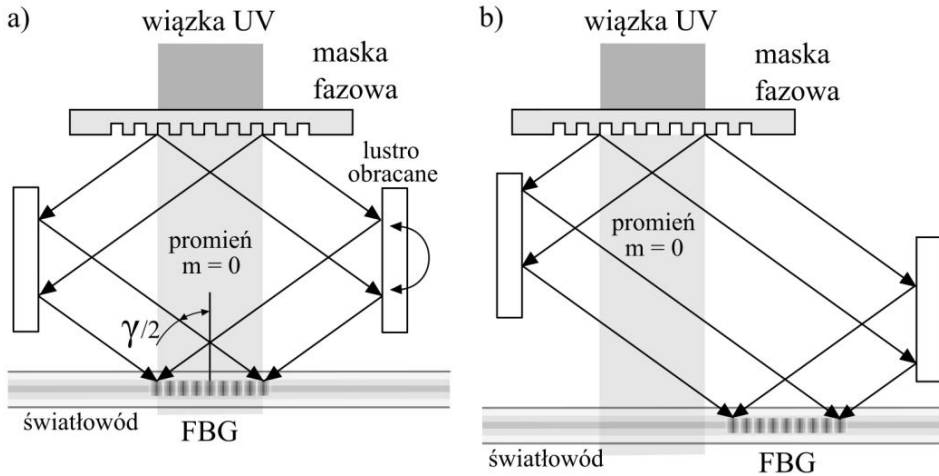 a)
wiązka UV
maska
fazowa
lustro
obracane
promień
m = 0
γ/2
światłowód
FBG
b)
wiązka UV
maska
fazowa
promień
m = 0
światłowód
FBG